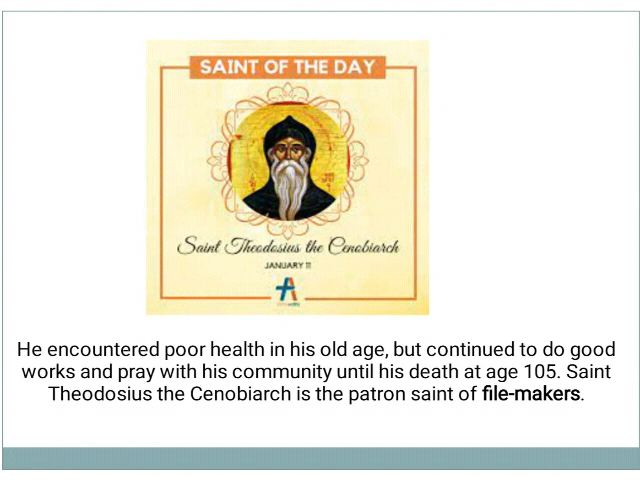 SAINT OF THE DAY
Saint Theodosius the Cenobiarch
JANUARY 11
He encountered poor health in his old age, but continued to do good
works and pray with his community until his death at age 105. Saint
Theodosius the Cenobiarch is the patron saint of file-makers.